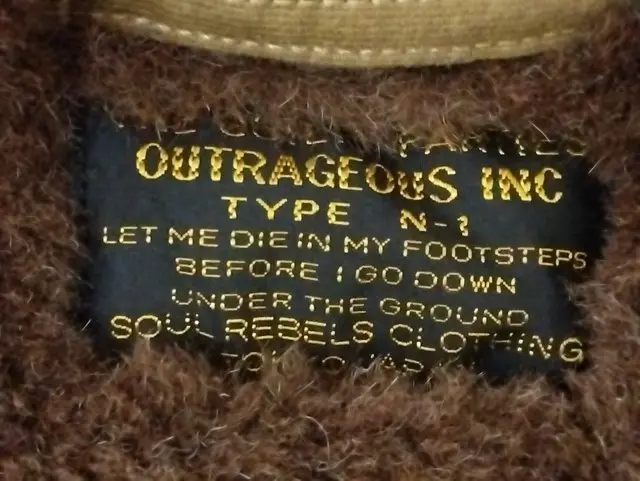 PARTIES
OUTRAGEOUS INC
TYPE N-1
LET ME DIE IN MY FOOTSTEPS
BEFORE I GO DOWN
UNDER THE GROUND
SOUL REBELS CLOTHING